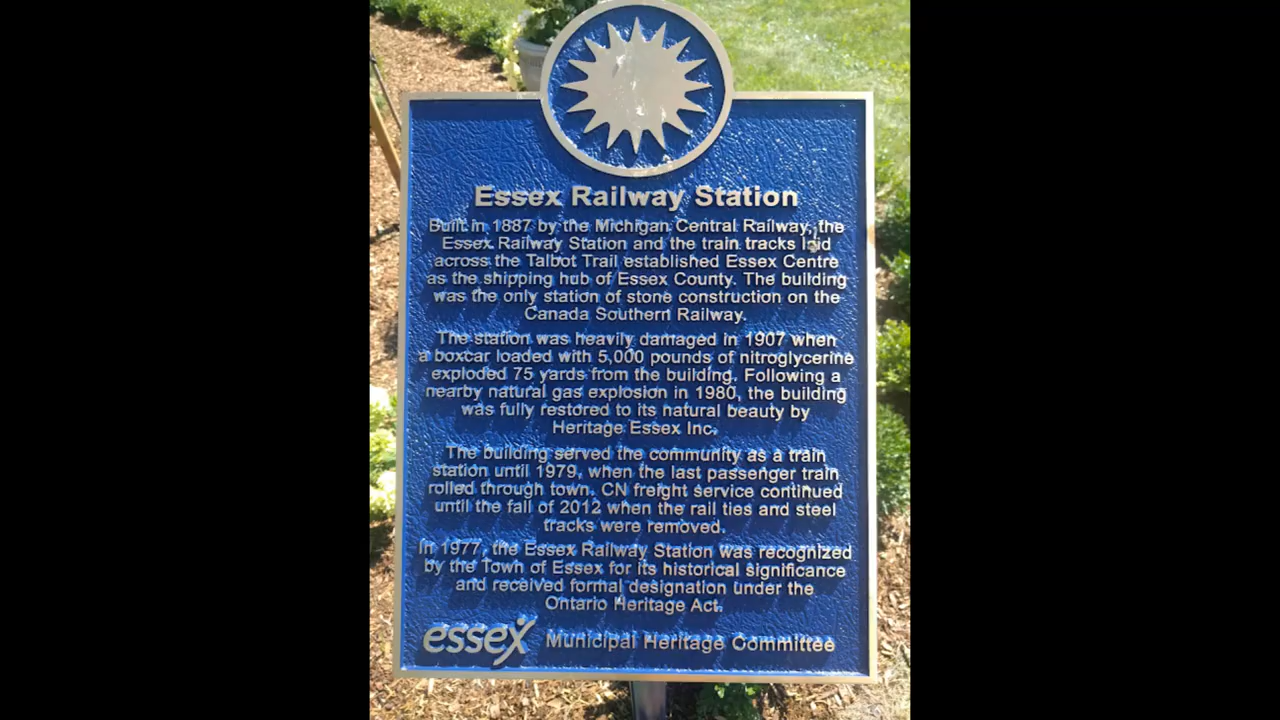 Essex Railway Station
Built in 1887 by the Michigan Central Railway, the
Essex Railway Station and the train tracks laid
across the Talbot Trail established Essex Centre
as the shipping hub of Essex County. The building
was the only station of stone construction on the
Canada Southern Railway.
The station was heavily damaged in 1907 when
a boxcar loaded with 5,000 pounds of nitroglycerine
exploded 75 yards from the building. Following a
nearby natural gas explosion in 1980, the building
was fully restored to its natural beauty by
Heritage Essex Inc.
The building served the community as a train
station until 1979, when the last passenger train
rolled through town. CN freight service continued
until the fall of 2012 when the rail ties and steel
tracks were removed.
In 1977, the Essex Railway Station was recognized
by the Town of Essex for its historical significance
and received formal designation under the
Ontario Heritage Act.
essex Municipal Heritage Committee